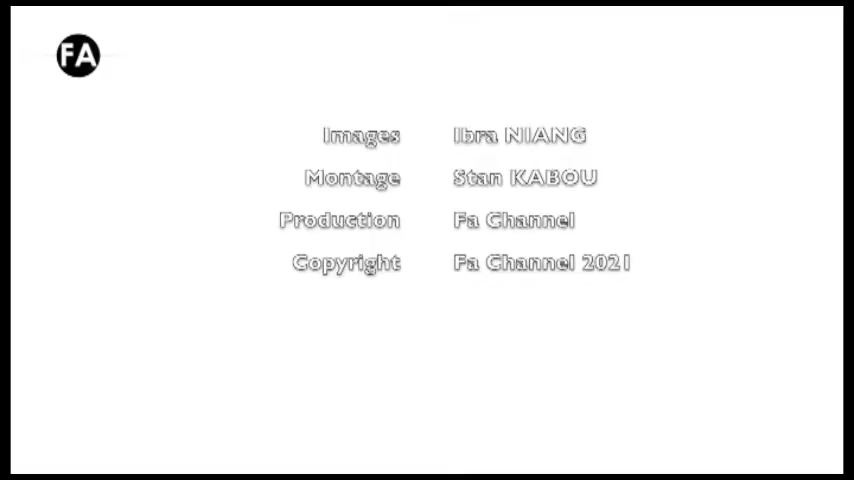 FA
Images Ibra NIANG
Montage Stan KABOU
Production Fa Channel
Copyright Fa Channel 2021